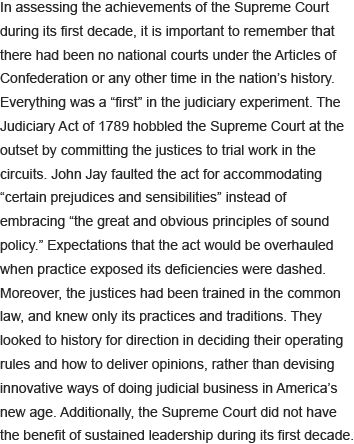 In assessing the achievements of the Supreme Court
during its first decade, it is important to remember that
there had been no national courts under the Articles of
Confederation or any other time in the nation’s history.
Everything was a “first” in the judiciary experiment. The
Judiciary Act of 1789 hobbled the Supreme Court at the
outset by committing the justices to trial work in the
circuits. John Jay faulted the act for accommodating
“certain prejudices and sensibilities” instead of
embracing “the great and obvious principles of sound
policy.” Expectations that the act would be overhauled
when practice exposed its deficiencies were dashed.
Moreover, the justices had been trained in the common
law, and knew only its practices and traditions. They
looked to history for direction in deciding their operating
rules and how to deliver opinions, rather than devising
innovative ways of doing judicial business in America’s
new age. Additionally, the Supreme Court did not have
the benefit of sustained leadership during its first decade.